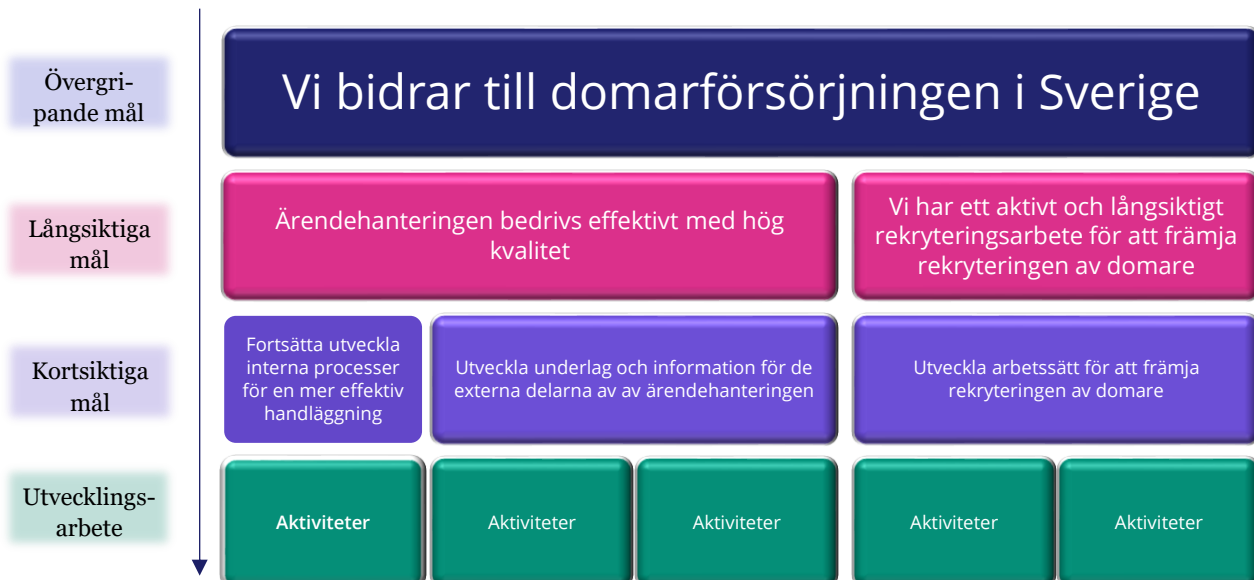 Övergri-
pande mål
Vi bidrar till domarförsörjningen i Sverige
Långsiktiga
mål
Ärendehanteringen bedrivs effektivt med hög
kvalitet
Vi har ett aktivt och långsiktigt
rekryteringsarbete för att främja
rekryteringen av domare
Kortsiktiga
mål
Fortsätta utveckla
interna processer
för en mer effektiv
handläggning
Utveckla underlag och information för de
externa delarna av av ärendehanteringen
Utveckla arbetssätt för att främja
rekryteringen av domare
Utvecklings-
arbete
Aktiviteter
Aktiviteter
Aktiviteter
Aktiviteter
Aktiviteter